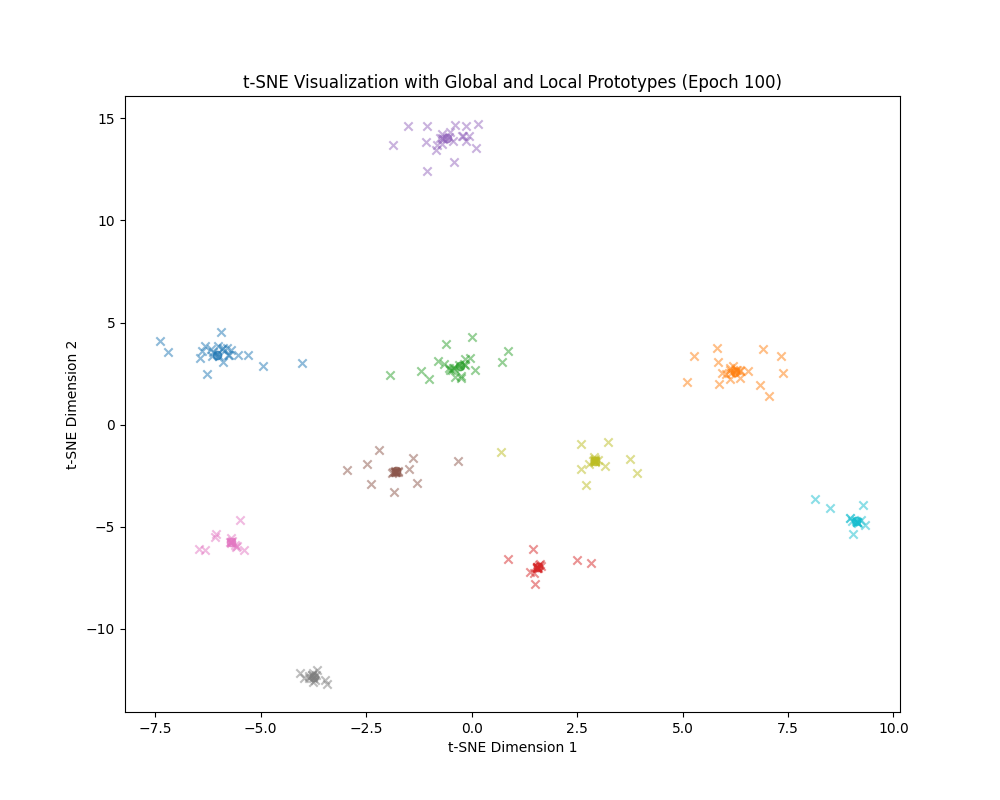 t-SNE Visualization with Global and Local Prototypes (Epoch 100)
15
10
5
0
−5
−10
t-SNE Dimension 2
−7.5 −5.0 −2.5 0.0 2.5 5.0 7.5 10.0
t-SNE Dimension 1